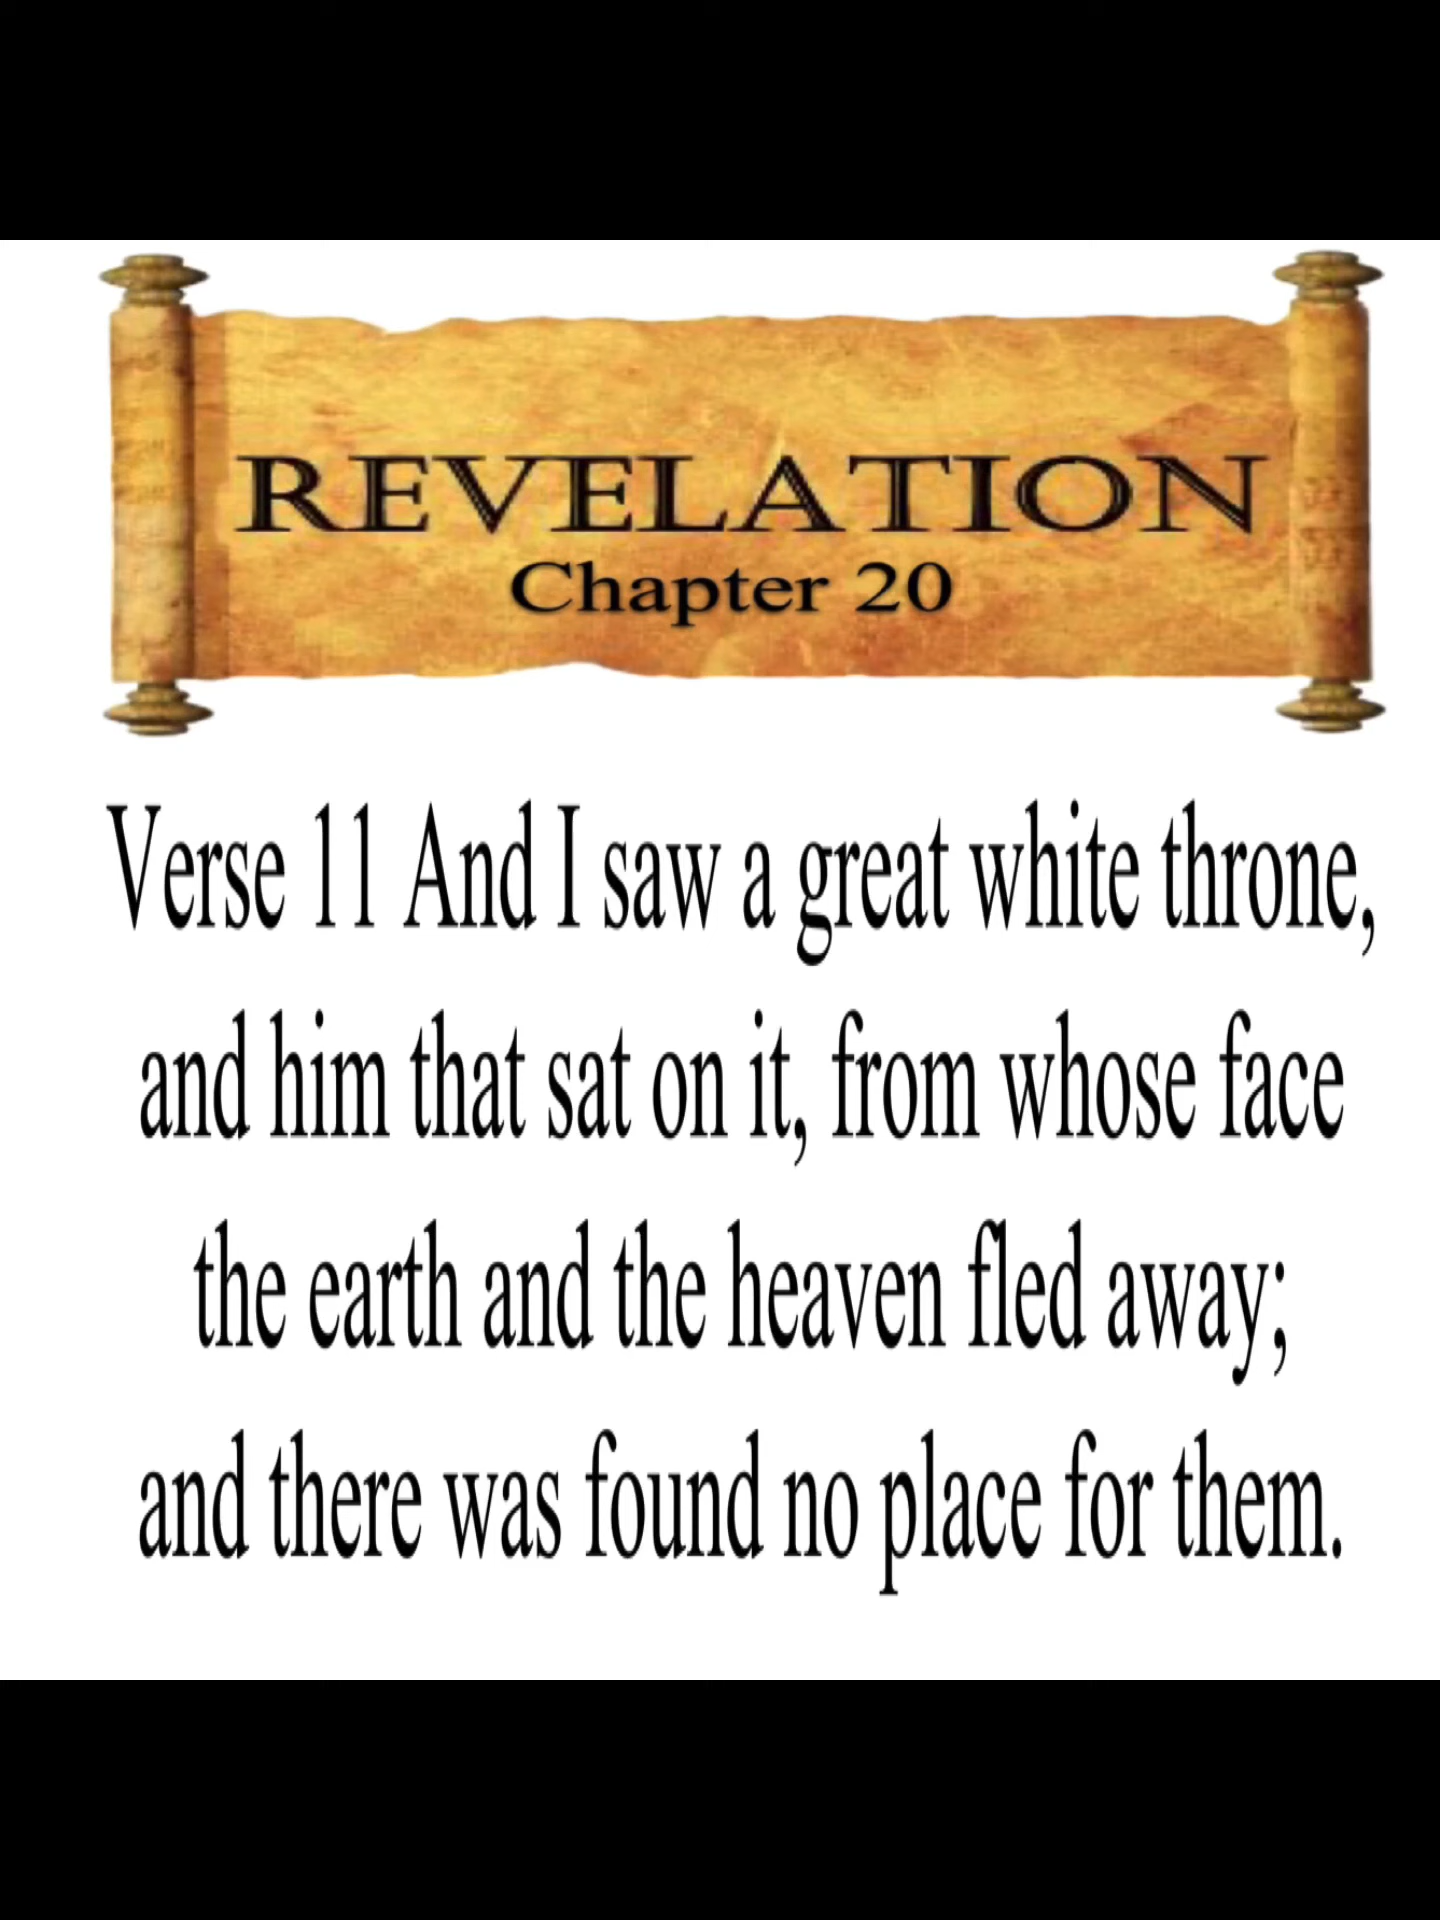 REVELATION
Chapter 20
Verse 11 And I saw a great white throne,
and him that sat on it, from whose face
the earth and the heaven fled away;
and there was found no place for them.